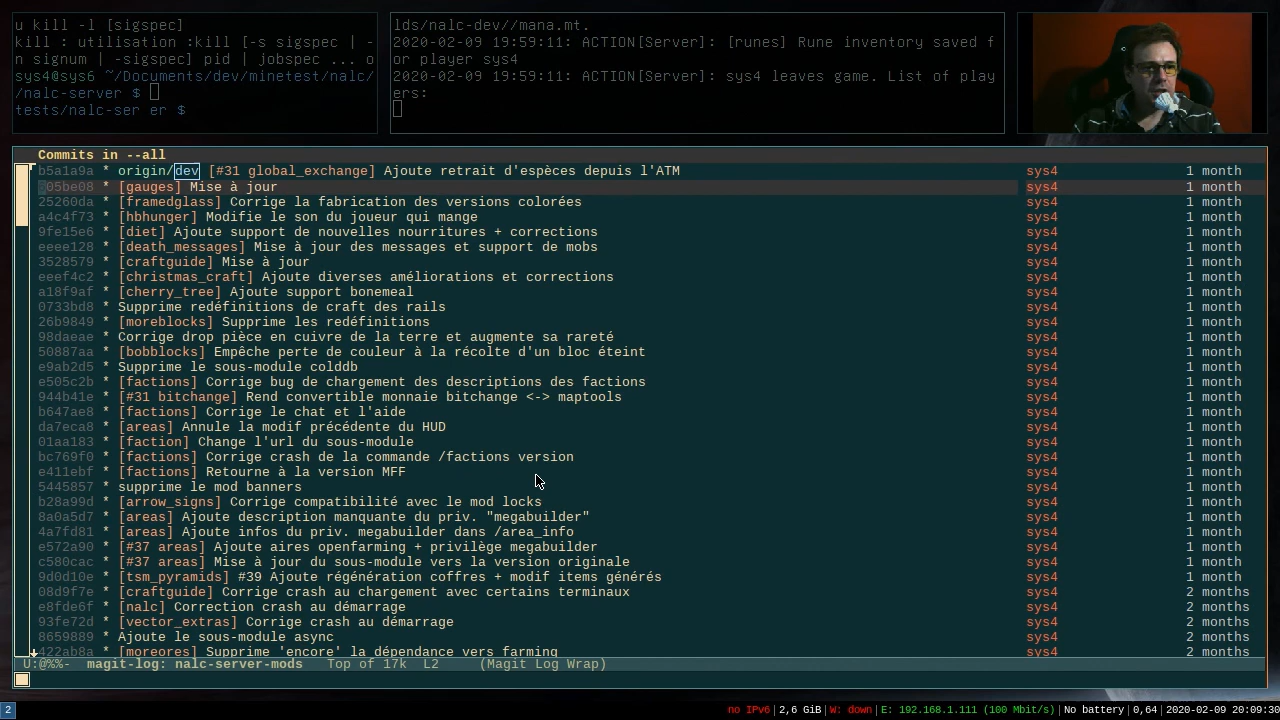 u kill -l [sigspec]
kill : utilisation :kill [-s sigspec | -
n signum | -sigspec] pid | jobspec ... o
sys4@sys6 ~/Documents/dev/minetest/nalc/
/nalc-server $
tests/nalc-ser er $
lds/nalc-dev//mana.mt.
2020-02-09 19:59:11: ACTION[Server]: [runes] Rune inventory saved f
or player sys4
2020-02-09 19:59:11: ACTION[Server]: sys4 leaves game. List of play
ers:
Commits in --all
b5a1a9a * origin/dev [#31 global_exchange] Ajoute retrait d'espèces depuis l'ATM sys4 1 month
05be08 * [gauges] Mise à jour sys4 1 month
25260da * [framedglass] Corrige la fabrication des versions colorées sys4 1 month
a4c4f73 * [hbhunger] Modifie le son du joueur qui mange sys4 1 month
9fe15e6 * [diet] Ajoute support de nouvelles nourritures + corrections sys4 1 month
eeee128 * [death_messages] Mise à jour des messages et support de mobs sys4 1 month
3528579 * [craftguide] Mise à jour sys4 1 month
eeef4c2 * [christmas_craft] Ajoute diverses améliorations et corrections sys4 1 month
a18f9af * [cherry_tree] Ajoute support bonemeal sys4 1 month
0733bd8 * Supprime redéfinitions de craft des rails sys4 1 month
26b9849 * [moreblocks] Supprime les redéfinitions sys4 1 month
98daeae * Corrige drop pièce en cuivre de la terre et augmente sa rareté sys4 1 month
50887aa * [bobblocks] Empêche perte de couleur à la récolte d'un bloc éteint sys4 1 month
e9ab2d5 * Supprime le sous-module colddb sys4 1 month
e505c2b * [factions] Corrige bug de chargement des descriptions des factions sys4 1 month
944b41e * [#31 bitchange] Rend convertible monnaie bitchange <-> maptools sys4 1 month
b647ae8 * [factions] Corrige le chat et l'aide sys4 1 month
da7eca8 * [areas] Annule la modif précédente du HUD sys4 1 month
01aa183 * [faction] Change l'url du sous-module sys4 1 month
bc769f0 * [factions] Corrige crash de la commande /factions version sys4 1 month
e411ebf * [factions] Retourne à la version MFF sys4 1 month
5445857 * supprime le mod banners sys4 1 month
b28a99d * [arrow_signs] Corrige compatibilité avec le mod locks sys4 1 month
8a0a5d7 * [areas] Ajoute description manquante du priv. "megabuilder" sys4 1 month
4a7fd81 * [areas] Ajoute infos du priv. megabuilder dans /area_info sys4 1 month
e572a90 * [#37 areas] Ajoute aires openfarming + privilège megabuilder sys4 1 month
c580cac * [#37 areas] Mise à jour du sous-module vers la version originale sys4 1 month
9d0d10e * [tsm_pyramids] #39 Ajoute régénération coffres + modif items générés sys4 1 month
08d9f7e * [craftguide] Corrige crash au chargement avec certains terminaux sys4 2 months
e8fde6f * [nalc] Correction crash au démarrage sys4 2 months
93fe72d * [vector_extras] Corrige crash au démarrage sys4 2 months
8659889 * Ajoute le sous-module async sys4 2 months
422ab8a * [moreores] Supprime 'encore' la dépendance vers farming sys4 2 months
U:@%%- magit-log: nalc-server-mods Top of 17k L2 (Magit Log Wrap)
2 no IPv6|2,6 GiB|W: down|E: 192.168.1.111 (100 Mbit/s)|No battery|0,64|2020-02-09 20:09:30